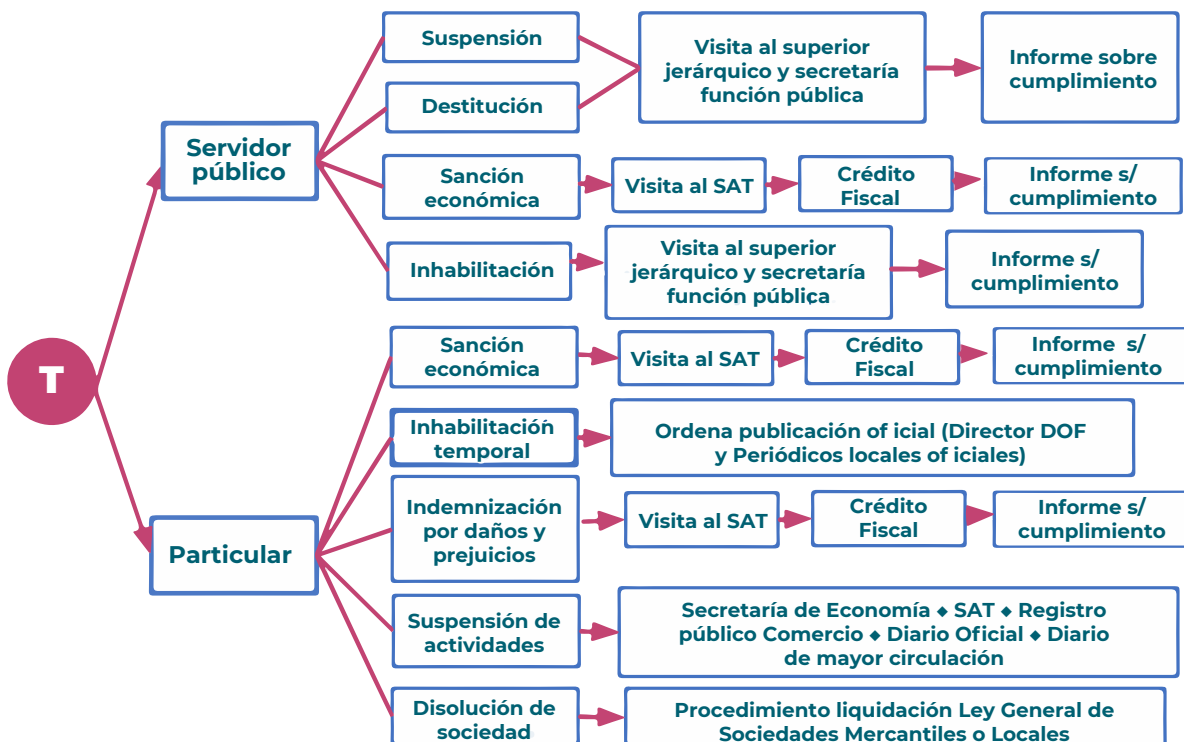 Suspensión
Visita al superior
jerárquico y secretaría
función pública
Informe sobre
cumplimiento
Destitución
Servidor
público
Sanción
económica
Visita al SAT
Crédito
Fiscal
Informe s/
cumplimiento
Inhabilitación
Visita al superior
jerárquico y secretaría
función pública
Informe s/
cumplimiento
T
Sanción
económica
Visita al SAT
Crédito
Fiscal
Informe s/
cumplimiento
Inhabilitación
temporal
Ordena publicación of icial (Director DOF
y Periódicos locales of iciales)
Particular
Indemnización
por daños y
prejuicios
Visita al SAT
Crédito
Fiscal
Informe s/
cumplimiento
Suspensión de
actividades
Secretaría de Economía ◆ SAT ◆ Registro
público Comercio ◆ Diario Oficial ◆ Diario
de mayor circulación
Disolución de
sociedad
Procedimiento liquidación Ley General de
Sociedades Mercantiles o Locales